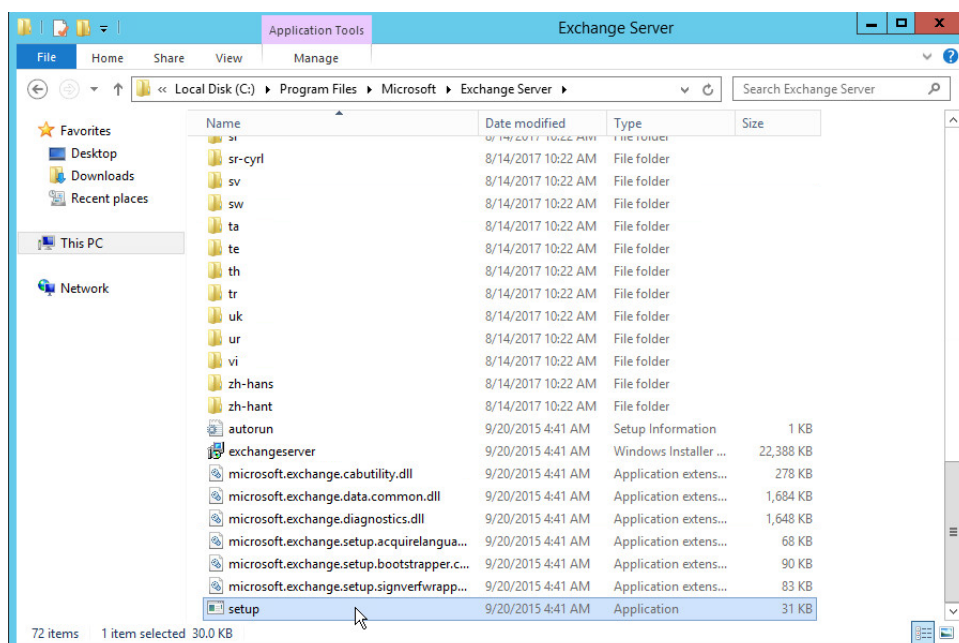 Application Tools
Exchange Server
File Home Share View Manage
« Local Disk (C:) Program Files Microsoft Exchange Server Search Exchange Server
Favorites
Desktop
Downloads
Recent places
This PC
Network
Name Date modified Type Size
sr-cyrl 8/14/2017 10:22 AM File folder
sv 8/14/2017 10:22 AM File folder
sw 8/14/2017 10:22 AM File folder
ta 8/14/2017 10:22 AM File folder
te 8/14/2017 10:22 AM File folder
th 8/14/2017 10:22 AM File folder
tr 8/14/2017 10:22 AM File folder
uk 8/14/2017 10:22 AM File folder
ur 8/14/2017 10:22 AM File folder
vi 8/14/2017 10:22 AM File folder
zh-hans 8/14/2017 10:22 AM File folder
zh-hant 8/14/2017 10:22 AM File folder
autorun 9/20/2015 4:41 AM Setup Information 1 KB
exchangeserver 9/20/2015 4:41 AM Windows Installer ... 22,388 KB
microsoft.exchange.cabutility.dll 9/20/2015 4:41 AM Application extens... 278 KB
microsoft.exchange.data.common.dll 9/20/2015 4:41 AM Application extens... 1,684 KB
microsoft.exchange.diagnostics.dll 9/20/2015 4:41 AM Application extens... 1,648 KB
microsoft.exchange.setup.acquirelangua... 9/20/2015 4:41 AM Application extens... 68 KB
microsoft.exchange.setup.bootstrapper.c... 9/20/2015 4:41 AM Application extens... 90 KB
microsoft.exchange.setup.signverfwrapp... 9/20/2015 4:41 AM Application extens... 83 KB
setup 9/20/2015 4:41 AM Application 31 KB
72 items 1 item selected 30.0 KB